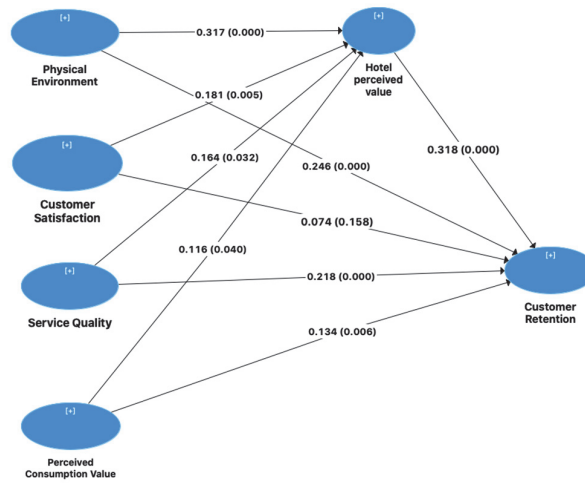 [+]
Physical
Environment
[+]
Hotel
perceived
value
0.317 (0.000)
0.181 (0.005)
[+]
Customer
Satisfaction
0.164 (0.032)
0.246 (0.000)
0.318 (0.000)
0.074 (0.158)
0.116 (0.040)
[+]
Customer
Retention
[+]
Service Quality
0.218 (0.000)
0.134 (0.006)
[+]
Perceived
Consumption Value